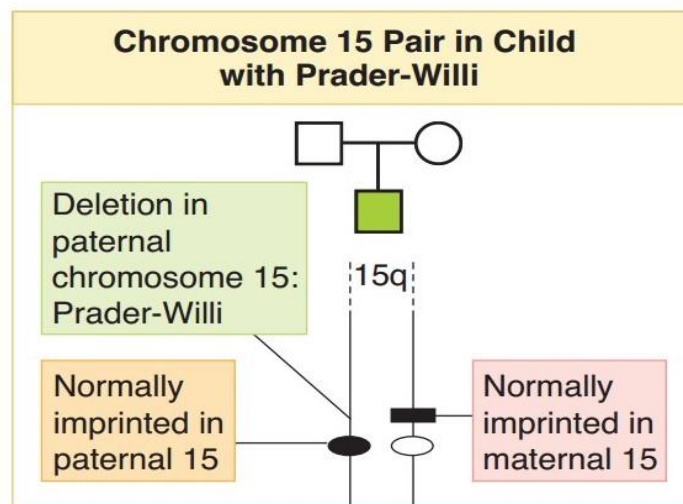 Chromosome 15 Pair in Child
with Prader-Willi
Deletion in
paternal
chromosome 15:
Prader-Willi
15q
Normally
imprinted in
paternal 15
Normally
imprinted in
maternal 15